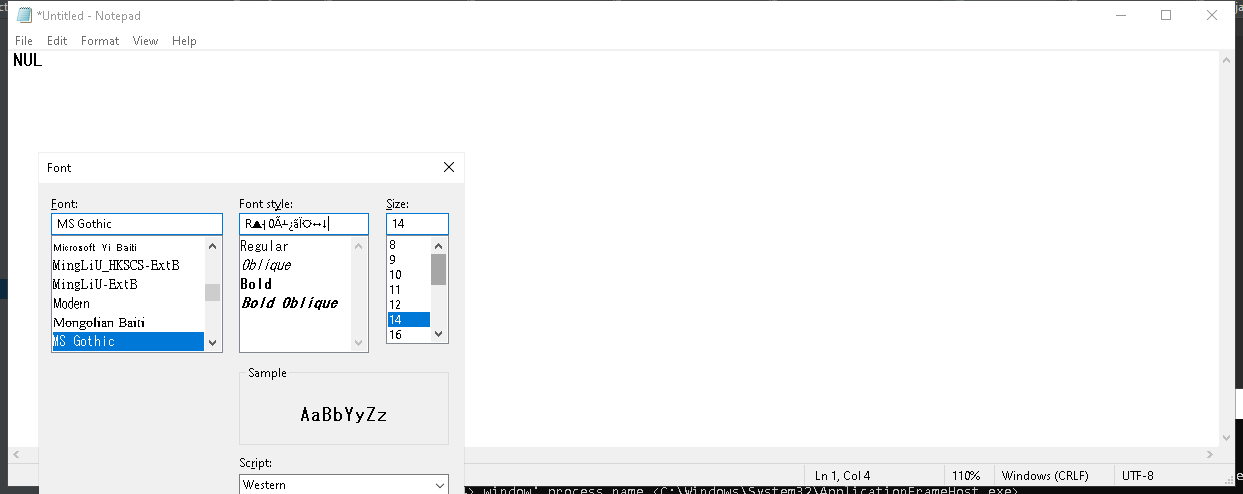 *Untitled - Notepad
File Edit Format View Help
NUL
Font
Font: Font style: Size:
MS Gothic 14
Microsoft Yi Baiti
MingLiU_HKSCS-ExtB
MingLiU-ExtB
Modern
Mongolian Baiti
MS Gothic
Regular
Oblique
Bold
Bold Oblique
8
9
10
11
12
14
16
Sample
AaBbYyZz
Script:
Western
Ln 1, Col 4 110% Windows (CRLF) UTF-8
window' process name <C:\Windows\System32\ApplicationFrameHost.exe>